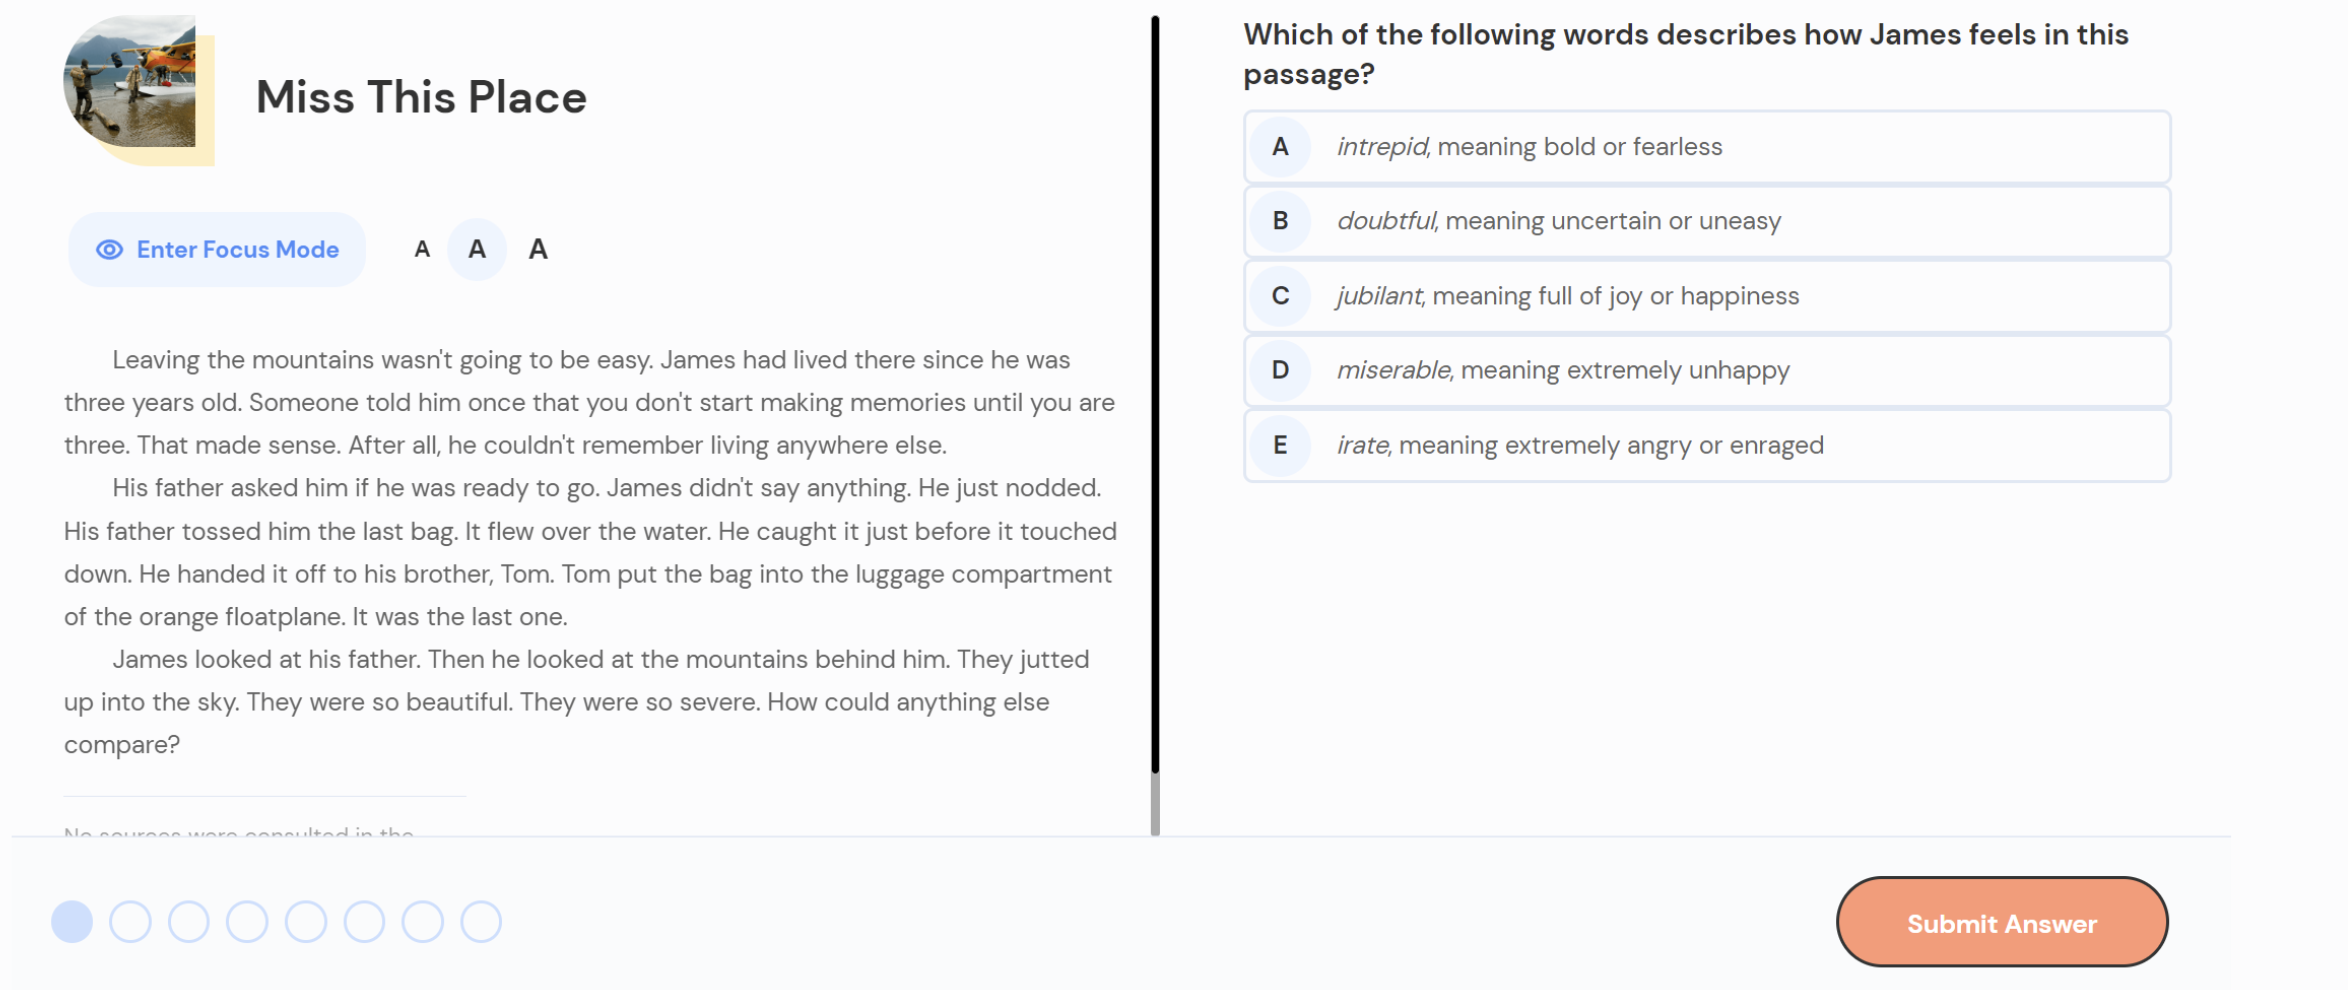 Miss This Place
Enter Focus Mode
A A A
Leaving the mountains wasn't going to be easy. James had lived there since he was
three years old. Someone told him once that you don't start making memories until you are
three. That made sense. After all, he couldn't remember living anywhere else.
His father asked him if he was ready to go. James didn't say anything. He just nodded.
His father tossed him the last bag. It flew over the water. He caught it just before it touched
down. He handed it off to his brother, Tom. Tom put the bag into the luggage compartment
of the orange floatplane. It was the last one.
James looked at his father. Then he looked at the mountains behind him. They jutted
up into the sky. They were so beautiful. They were so severe. How could anything else
compare?
No sources were consulted in the
Which of the following words describes how James feels in this
passage?
A intrepid, meaning bold or fearless
B doubtful, meaning uncertain or uneasy
C jubilant, meaning full of joy or happiness
D miserable, meaning extremely unhappy
E irate, meaning extremely angry or enraged
Submit Answer